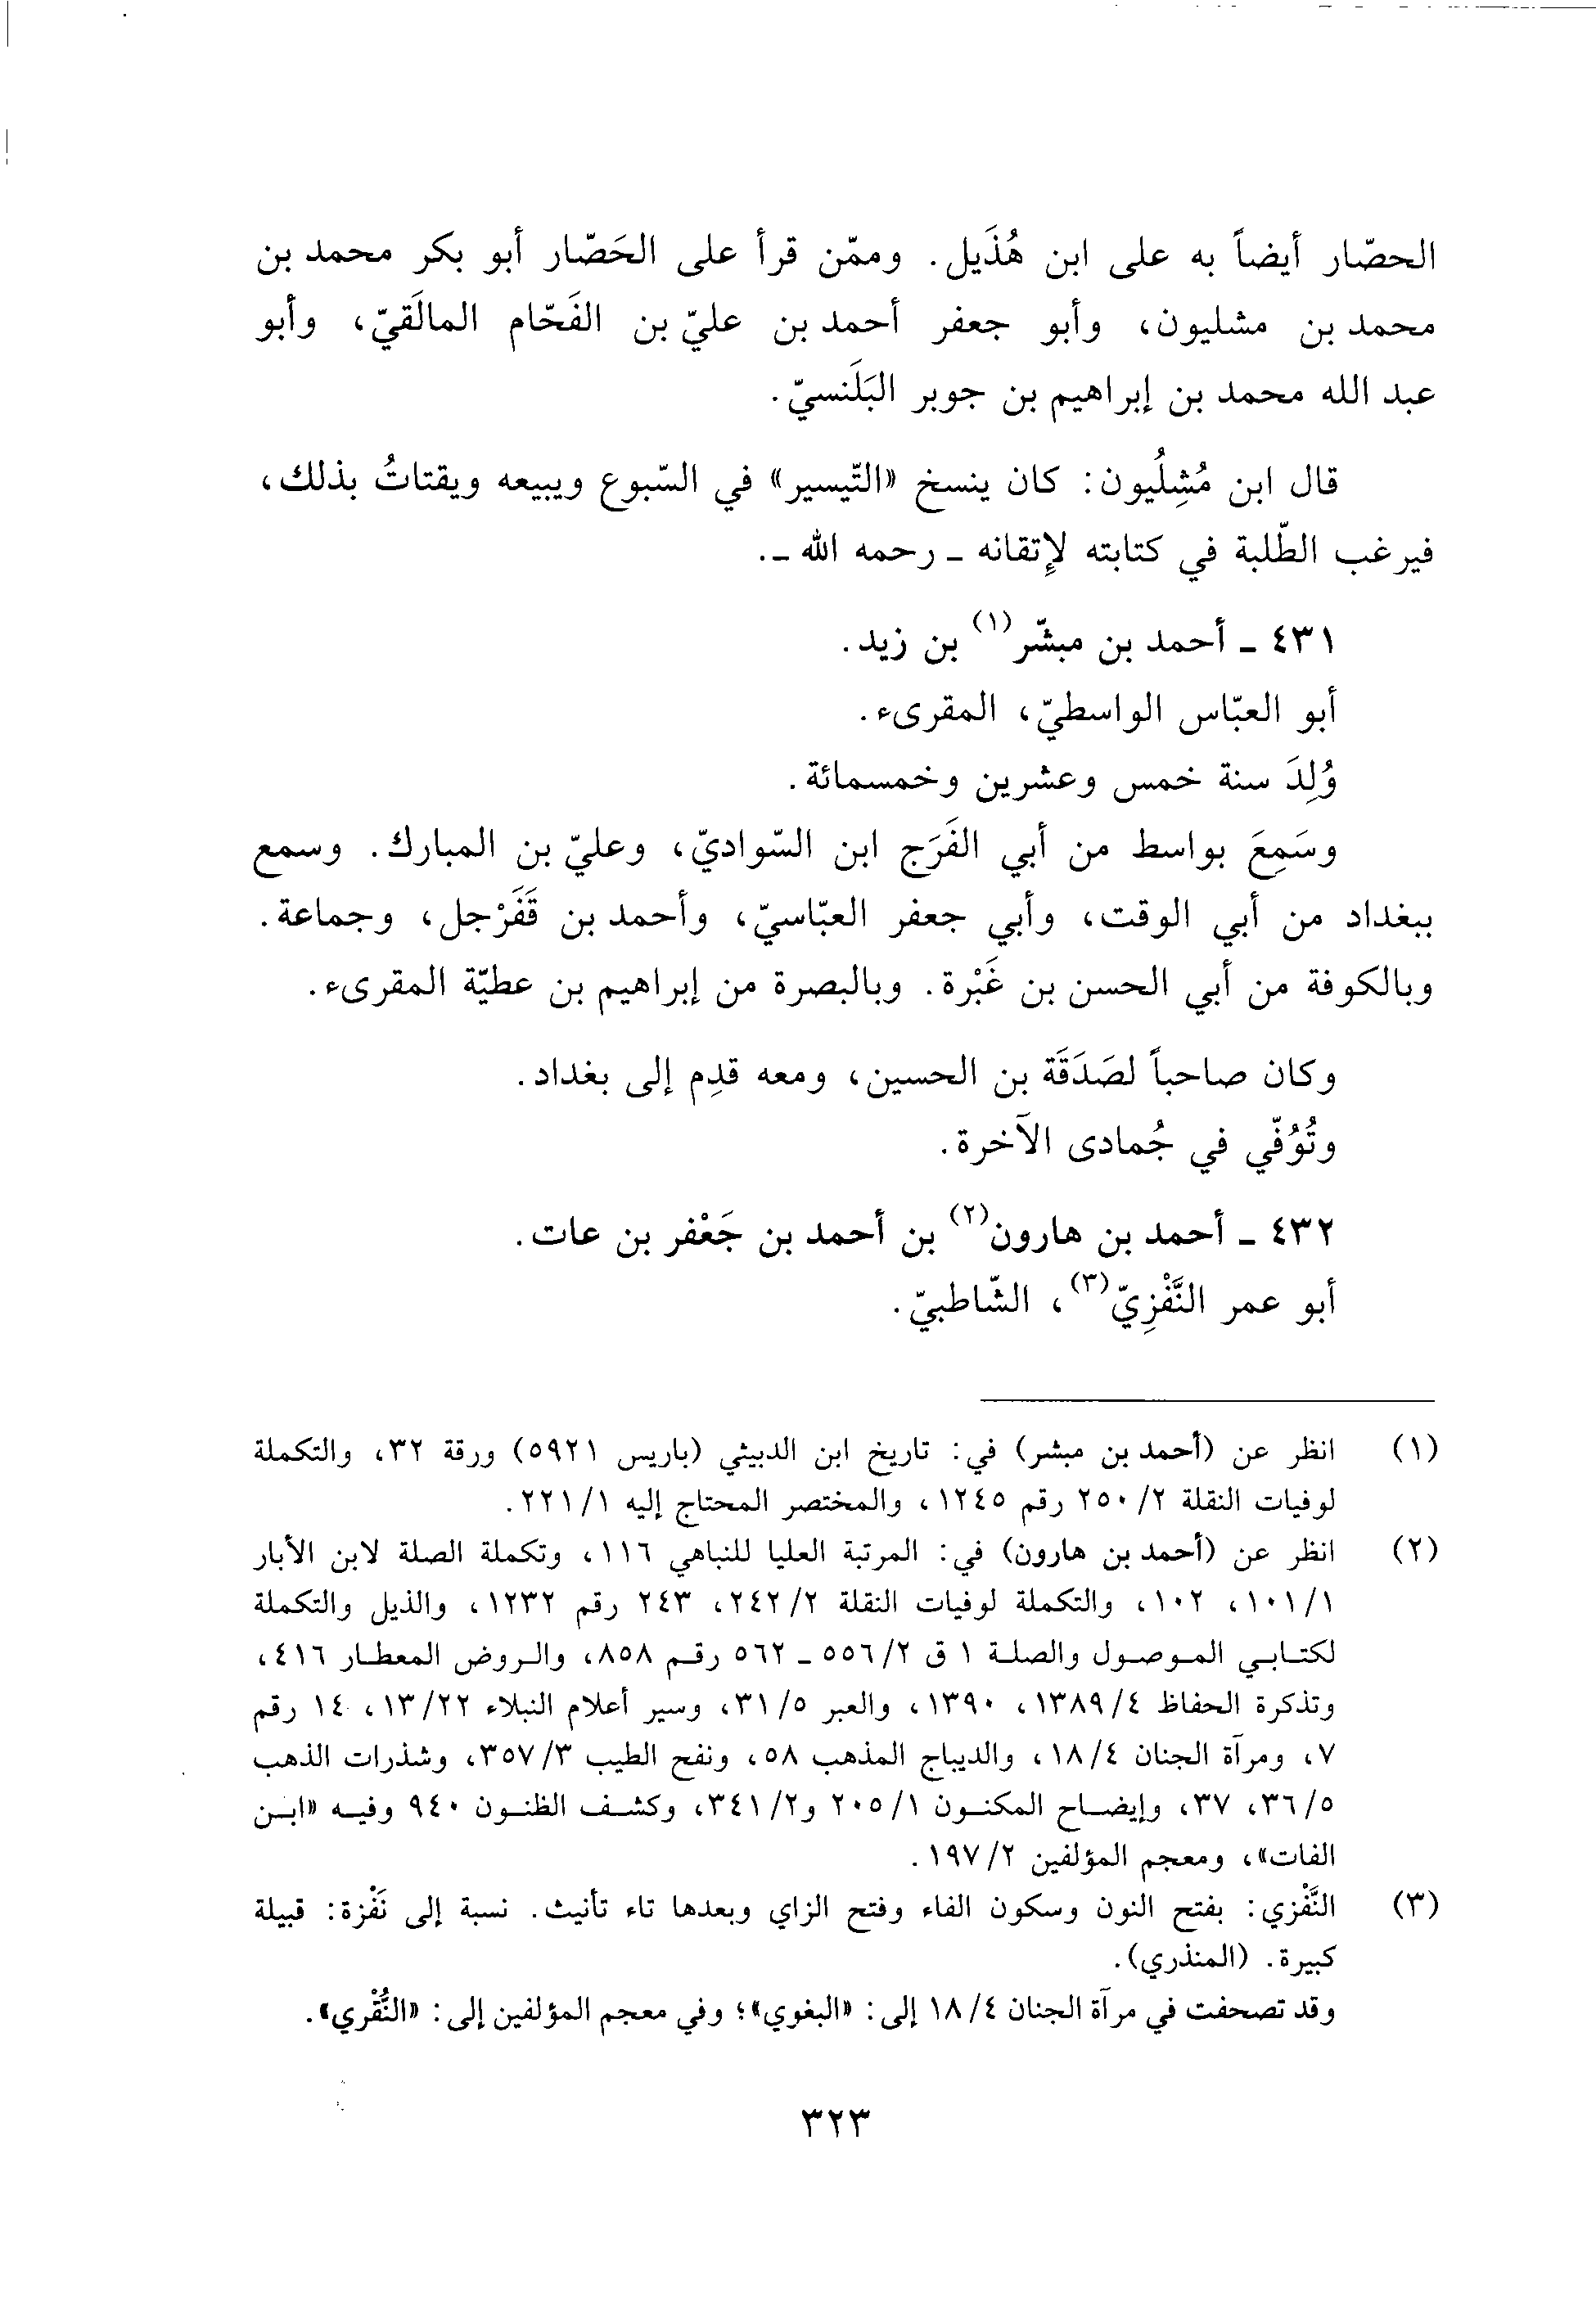 الحصّار أيضاً به على ابن هُذَيل. وممّن قرأ على الحَصّار أبو بكر محمد بن
محمد بن مشليون، وأبو جعفر أحمد بن عليّ بن الفَحّام المالَقيّ، وأبو
عبد الله محمد بن إبراهيم بن جوبر البَلَنسيّ.
قال ابن مُشِلُيون: كان ينسخ «التّيسير» في السّبوع ويبيعه ويقتاتُ بذلك،
فيرغب الطّلبة في كتابته لإتقانه ـ رحمه الله ـ.
٤٣١ ـ أحمد بن مبشّر(١) بن زيد.
أبو العبّاس الواسطيّ، المقرىء.
وُلِدَ سنة خمس وعشرين وخمسمائة.
وسَمِعَ بواسط من أبي الفَرَج ابن السّواديّ، وعليّ بن المبارك. وسمع
ببغداد من أبي الوقت، وأبي جعفر العبّاسيّ، وأحمد بن قَفَرْجل، وجماعة.
وبالكوفة من أبي الحسن بن غَبْرة. وبالبصرة من إبراهيم بن عطيّة المقرىء.
وكان صاحباً لصَدَقَة بن الحسين، ومعه قدِم إلى بغداد.
وتُوُفّي في جُمادى الآخرة.
٤٣٢ ـ أحمد بن هارون(٢) بن أحمد بن جَعْفر بن عات.
أبو عمر النَّفْزِيّ(٣)، الشّاطبيّ.
(١) انظر عن (أحمد بن مبشر) في: تاريخ ابن الدبيثي (باريس ٥٩٢١) ورقة ٣٢، والتكملة
لوفيات النقلة ٢/ ٢٥٠ رقم ١٢٤٥، والمختصر المحتاج إليه ١/ ٢٢١.
(٢) انظر عن (أحمد بن هارون) في: المرتبة العليا للنباهي ١١٦، وتكملة الصلة لابن الأبار
١/ ١٠١، ١٠٢، والتكملة لوفيات النقلة ٢/ ٢٤٢، ٢٤٣ رقم ١٢٣٢، والذيل والتكملة
لكتابي الموصول والصلة ١ ق ٢/ ٥٥٦ ـ ٥٦٢ رقم ٨٥٨، والروض المعطار ٤١٦،
وتذكرة الحفاظ ٤/ ١٣٨٩، ١٣٩٠، والعبر ٥/ ٣١، وسير أعلام النبلاء ٢٢/ ١٣، ١٤ رقم
٧، ومرآة الجنان ٤/ ١٨، والديباج المذهب ٥٨، ونفح الطيب ٣/ ٣٥٧، وشذرات الذهب
٥/ ٣٦، ٣٧، وإيضاح المكنون ١/ ٢٠٥ و٢/ ٣٤١، وكشف الظنون ٩٤٠ وفيه «ابن
الفات»، ومعجم المؤلفين ٢/ ١٩٧.
(٣) النَّفْزي: بفتح النون وسكون الفاء وفتح الزاي وبعدها تاء تأنيث. نسبة إلى نَفْزة: قبيلة
كبيرة. (المنذري).
وقد تصحفت في مرآة الجنان ٤/ ١٨ إلى: «البغوي»؛ وفي معجم المؤلفين إلى: «النُّقْري».
٣٢٣